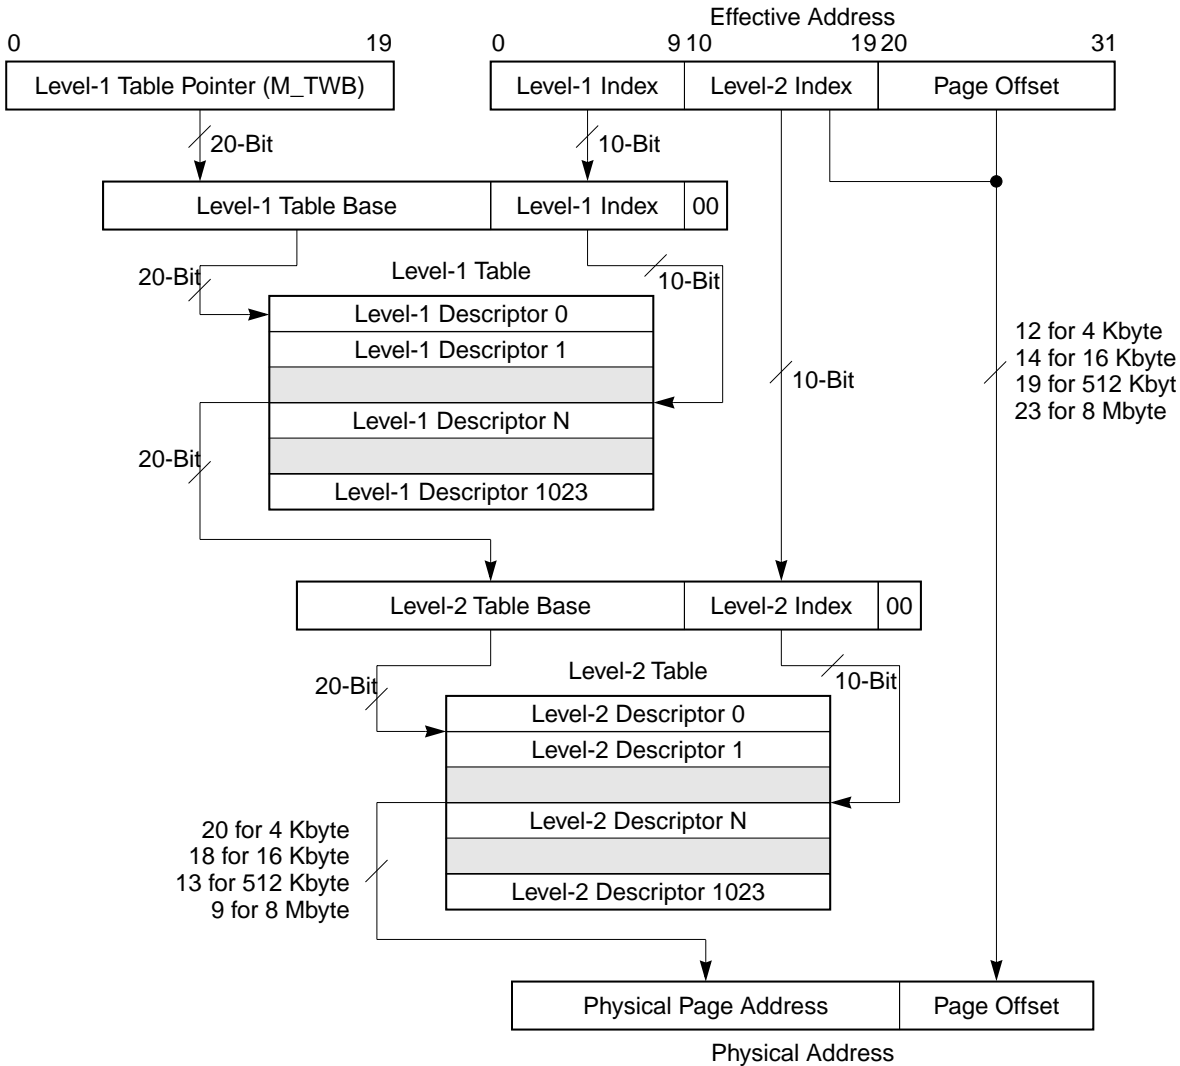 Effective Address
0 19 0 9 10 19 20 31
Level-1 Table Pointer (M_TWB) Level-1 Index Level-2 Index Page Offset
20-Bit 10-Bit
Level-1 Table Base Level-1 Index 00
20-Bit Level-1 Table 10-Bit
Level-1 Descriptor 0
Level-1 Descriptor 1
Level-1 Descriptor N
Level-1 Descriptor 1023
20-Bit
10-Bit
12 for 4 Kbyte
14 for 16 Kbyte
19 for 512 Kbyt
23 for 8 Mbyte
Level-2 Table Base Level-2 Index 00
20-Bit Level-2 Table 10-Bit
Level-2 Descriptor 0
Level-2 Descriptor 1
Level-2 Descriptor N
Level-2 Descriptor 1023
20 for 4 Kbyte
18 for 16 Kbyte
13 for 512 Kbyte
9 for 8 Mbyte
Physical Page Address Page Offset
Physical Address